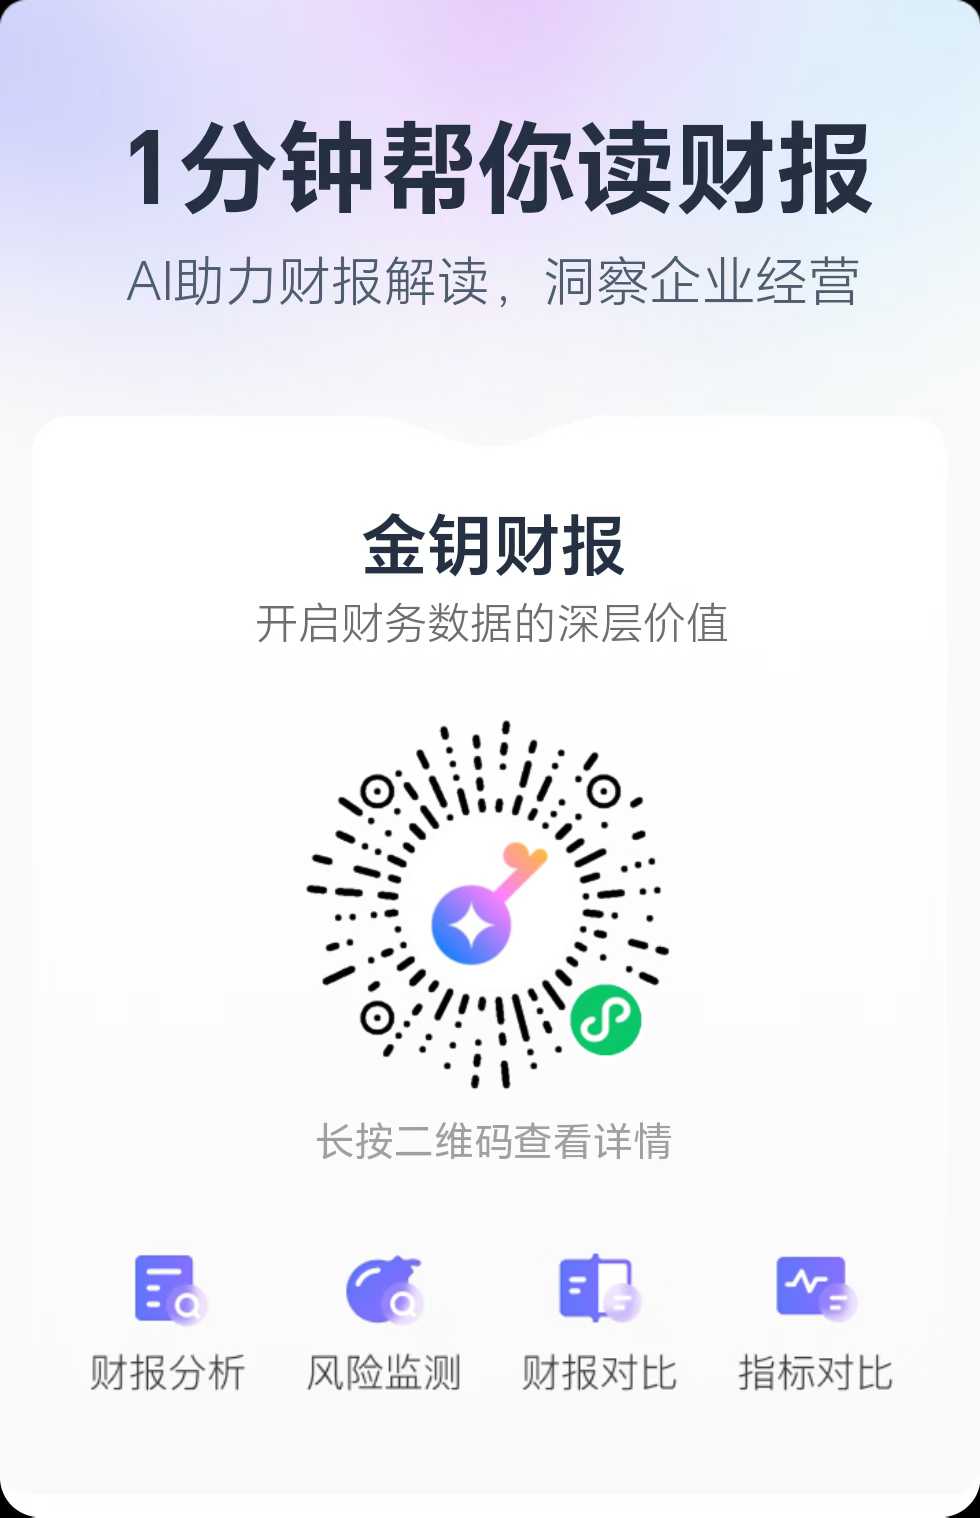 1分钟帮你读财报
AI助力财报解读，洞察企业经营
金钥财报
开启财务数据的深层价值
长按二维码查看详情
财报分析 风险监测 财报对比 指标对比